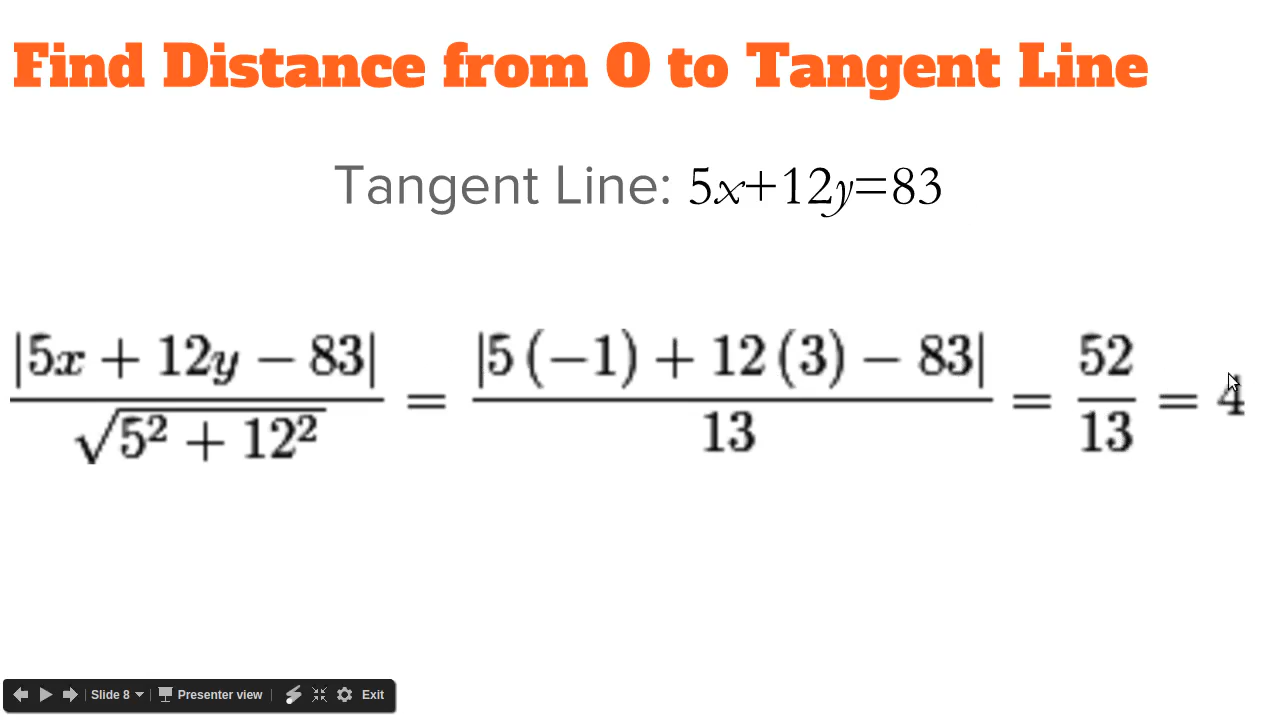 Find Distance from O to Tangent Line
Tangent Line: 5x+12y=83
|5x + 12y − 83| / √5² + 12² = |5 (−1) + 12 (3) − 83| / 13 = 52 / 13 = 4
Slide 8 Presenter view Exit